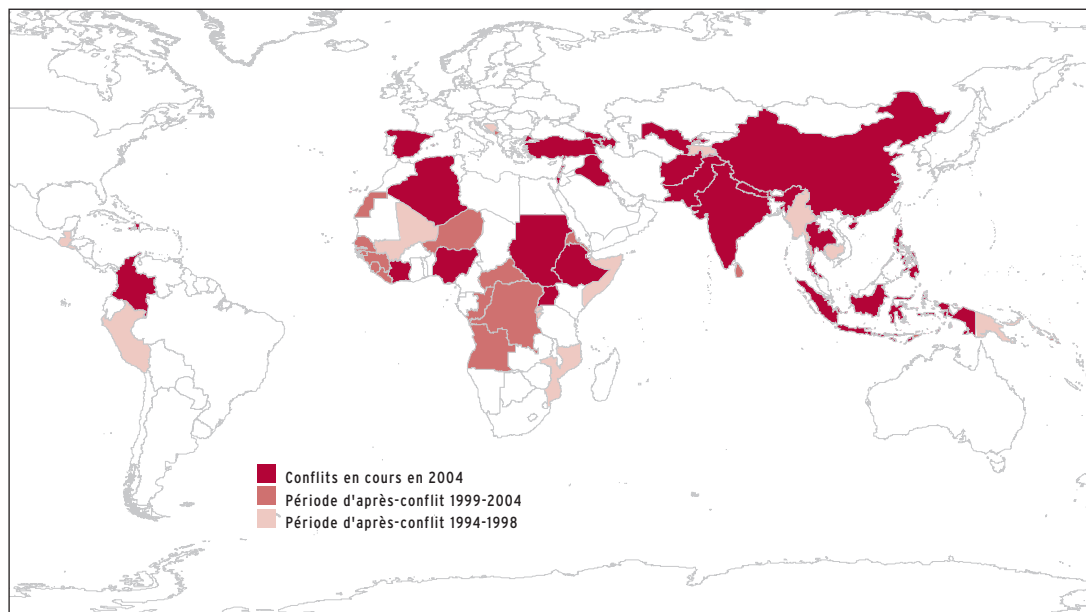 Conflits en cours en 2004
Période d'après-conflit 1999-2004
Période d'après-conflit 1994-1998